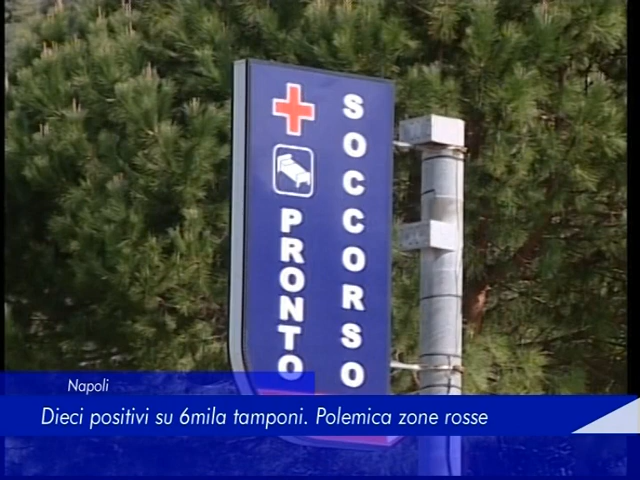 PRONTO
SOCCORSO
Napoli
Dieci positivi su 6mila tamponi. Polemica zone rosse